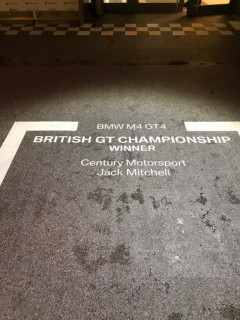 BMW M4 GT4
BRITISH GT CHAMPIONSHIP
WINNER
Century Motorsport
Jack Mitchell